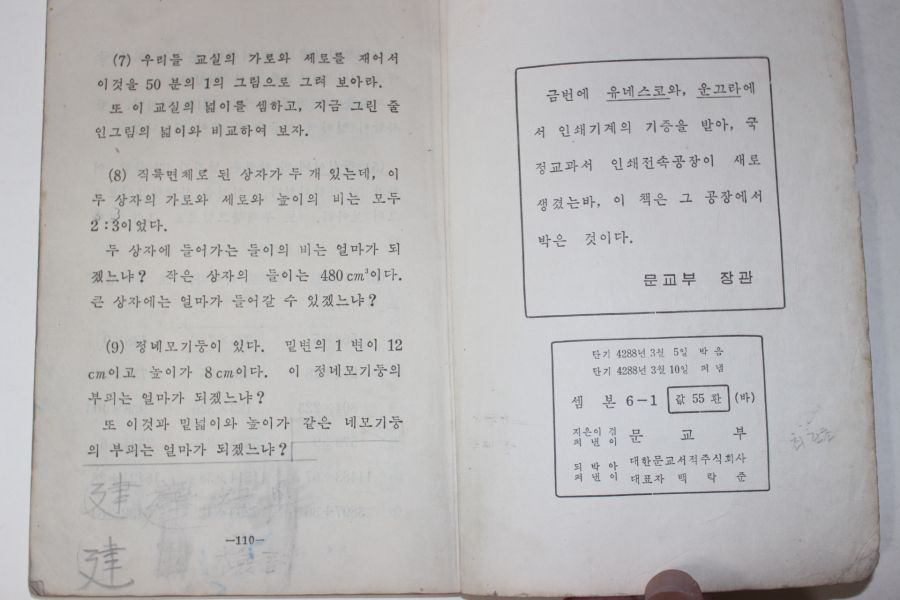 (7) 우리들 교실의 가로와 세로를 재어서
이것을 50 분의 1의 그림으로 그려 보아라.
또 이 교실의 넓이를 셈하고, 지금 그린 줄
인그림의 넓이와 비교하여 보자.
(8) 직육면체로 된 상자가 두 개 있는데, 이
두 상자의 가로와 세로와 높이의 비는 모두
2:3이었다.
두 상자에 들어가는 들이의 비는 얼마가 되
겠느냐? 작은 상자의 들이는 480 cm³이다.
큰 상자에는 얼마가 들어갈 수 있겠느냐?
(9) 정네모기둥이 있다. 밑변의 1 변이 12
cm이고 높이가 8 cm이다. 이 정네모기둥의
부피는 얼마가 되겠느냐?
또 이것과 밑넓이와 높이가 같은 네모기둥
의 부피는 얼마가 되겠느냐?
建
建
—110—
금번에 유네스코와, 운끄라에
서 인쇄기계의 기증을 받아, 국
정교과서 인쇄전속공장이 새로
생겼는바, 이 책은 그 공장에서
박은 것이다.
문교부 장관
단기 4288년 3월 5일 박음
단기 4288년 3월 10일 펴냄
셈 본 6-1 값 55 환 (바)
지은이 겸 펴낸이 문 교 부
되박아 펴낸이 대한문교서적주식회사
대표자 백 락 준